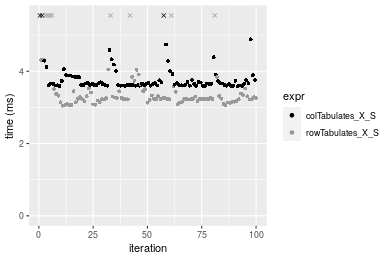 time (ms)
4
2
0
0
25
50
75
100
iteration
expr
colTabulates_X_S
rowTabulates_X_S